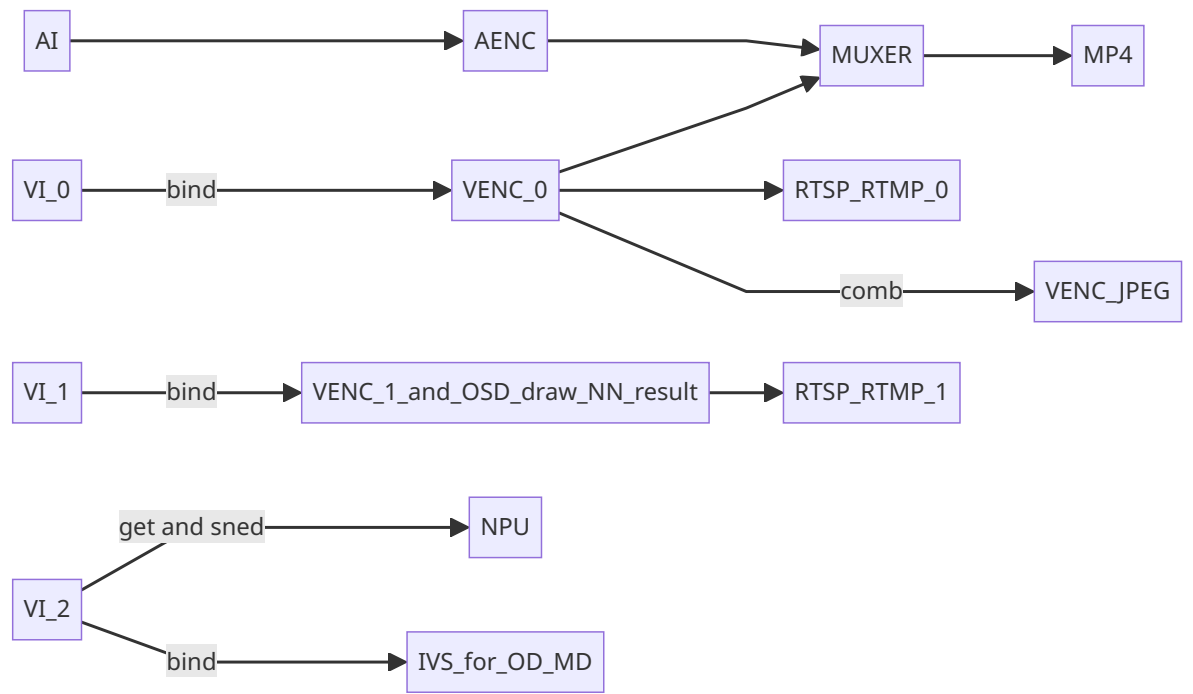 AI
AENC
MUXER
MP4
VI_0
bind
VENC_0
RTSP_RTMP_0
comb
VENC_JPEG
VI_1
bind
VENC_1_and_OSD_draw_NN_result
RTSP_RTMP_1
get and sned
NPU
VI_2
bind
IVS_for_OD_MD